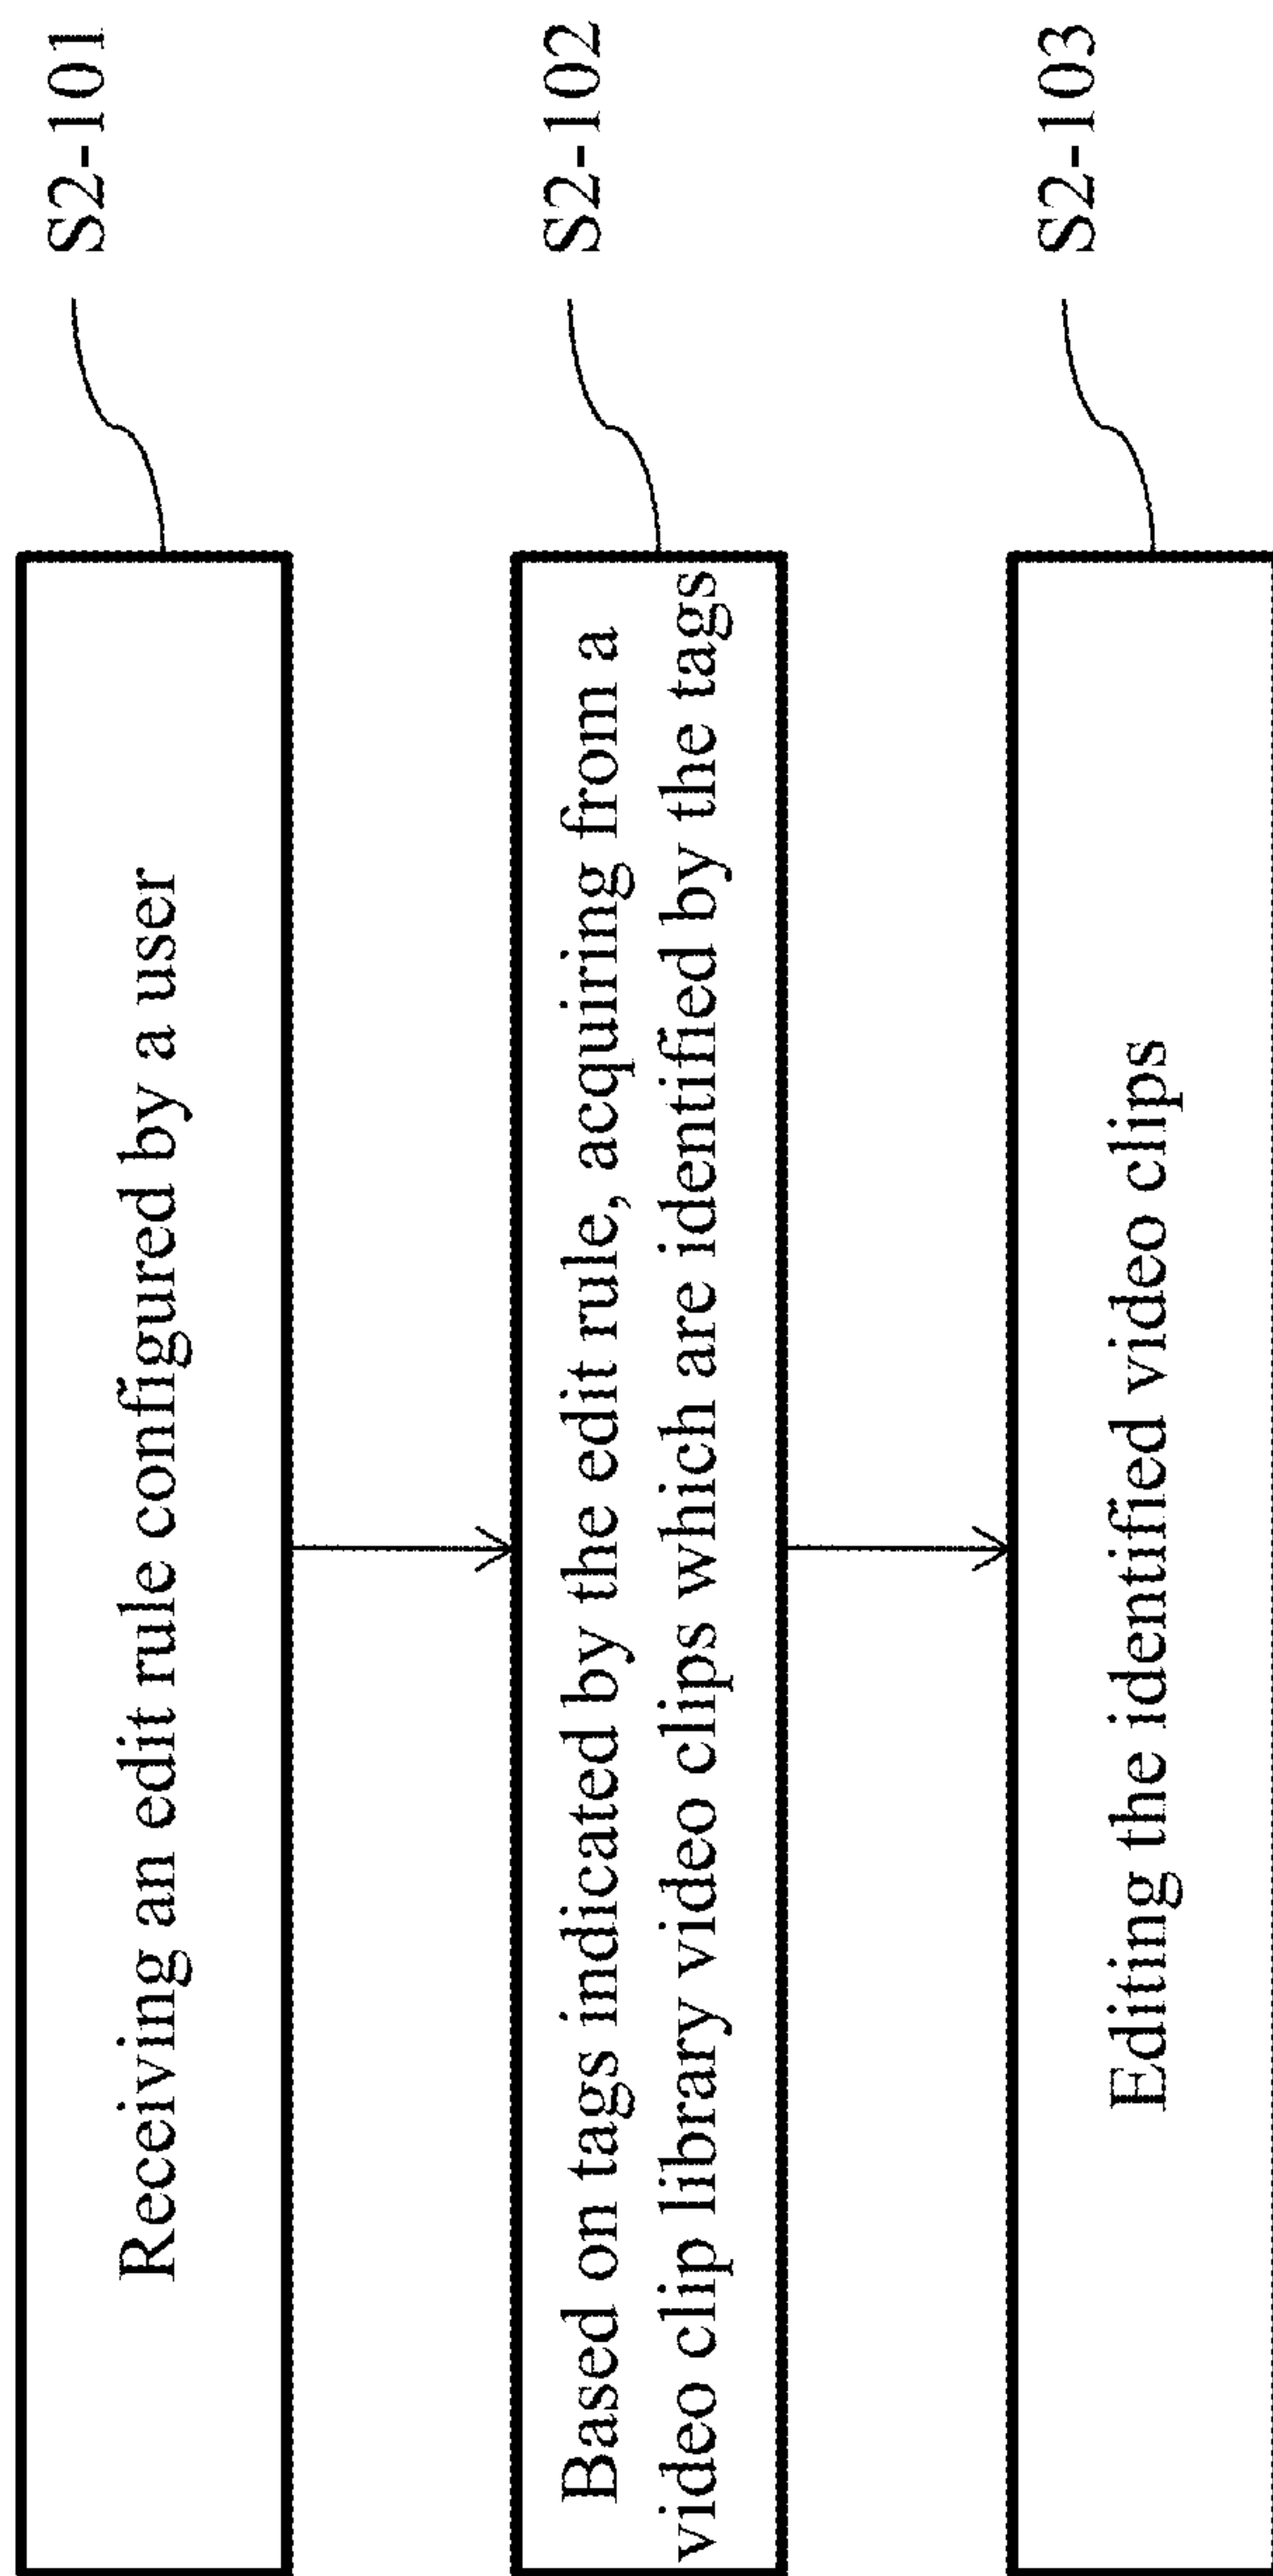 Receiving an edit rule configured by a user
S2-101
Based on tags indicated by the edit rule, acquiring from a
video clip library video clips which are identified by the tags
S2-102
Editing the identified video clips
S2-103